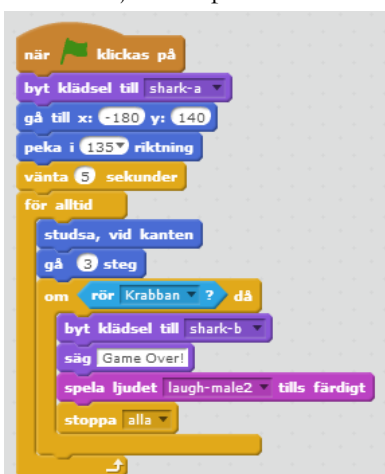 när klickas på
byt klädsel till shark-a
gå till x: -180 y: 140
peka i 135 riktning
vänta 5 sekunder
för alltid
studsa, vid kanten
gå 3 steg
om rör Krabban ? då
byt klädsel till shark-b
säg Game Over!
spela ljudet laugh-male2 tills färdigt
stoppa alla